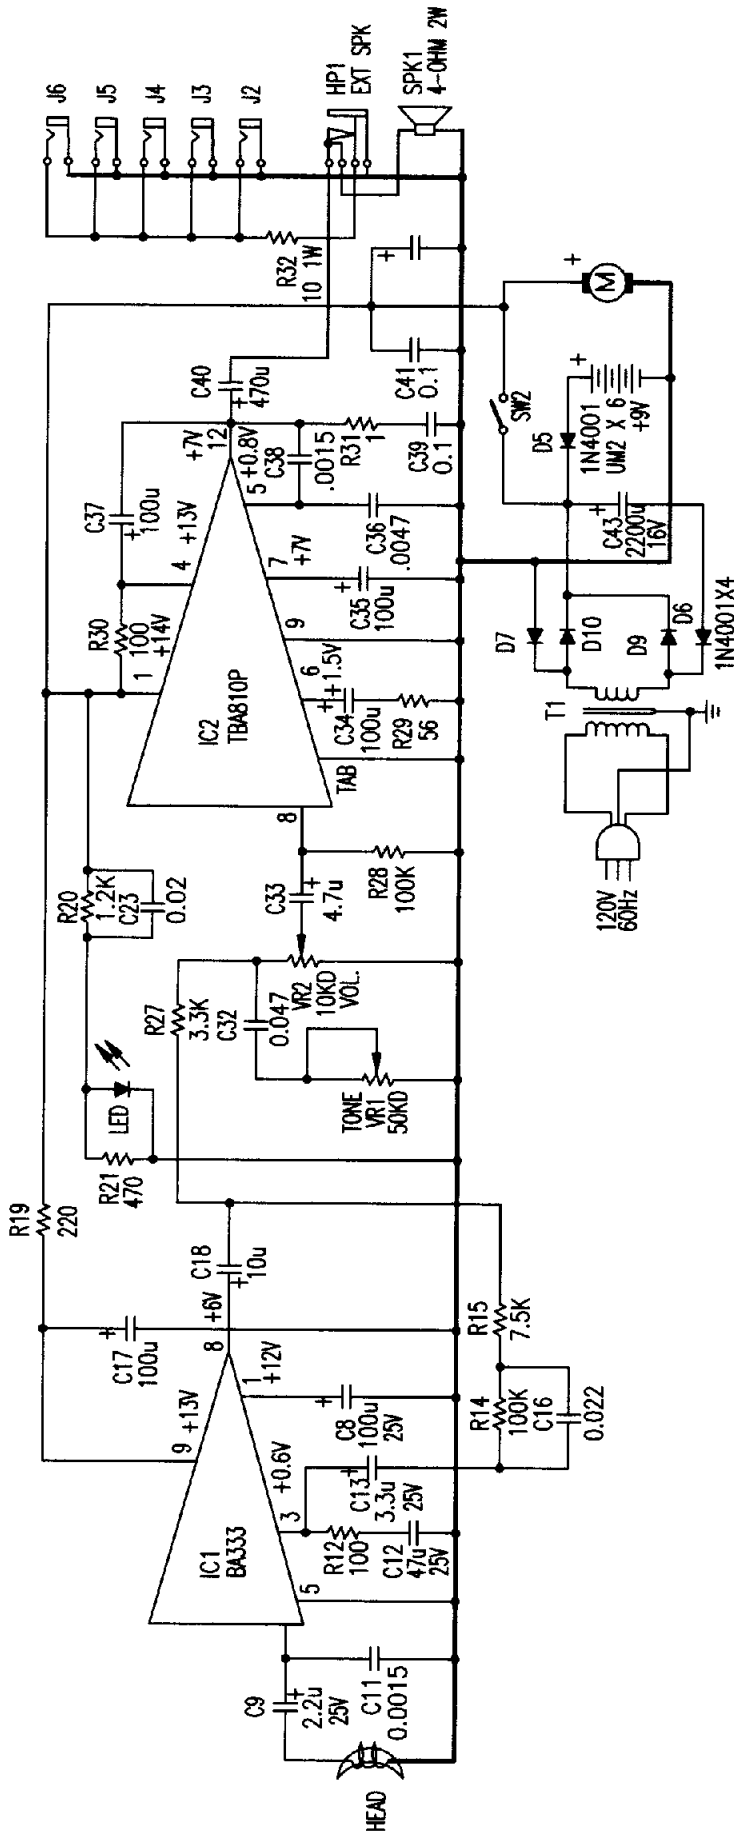 J6
J5
J4
J3
J2
HP1
EXT SPK
SPK1
4-OHM 2W
R32
10 1W
C40
+
470u
+7V
12
C37
+
100u
+13V
4
+0.8V
5
C38
.0015
R31
1
C39
0.1
C41
0.1
+
+
M
SW2
D5
1N4001
UM2 X 6
+9V
+
+
C43
2200u
16V
D7
D10
D9
D6
1N4001X4
T1
120V
60Hz
R30
100
+14V
1
IC2
TBA810P
7
+7V
C36
.0047
+
C35
100u
9
6
+1.5V
+
C34
100u
R29
56
TAB
8
R20
1.2K
C23
0.02
C33
+
4.7u
R28
100K
R27
3.3K
C32
0.047
VR2
10KD
VOL.
TONE
VR1
50KD
LED
R21
470
R19
220
C18
+
10u
+6V
8
C17
+
100u
9
+13V
1
+12V
IC1
BA333
3
+0.6V
+
C8
100u
25V
+
C13
3.3u
25V
R12
100
C12
47u
25V
5
R15
7.5K
R14
100K
C16
0.022
C9
+
2.2u
25V
C11
0.0015
HEAD